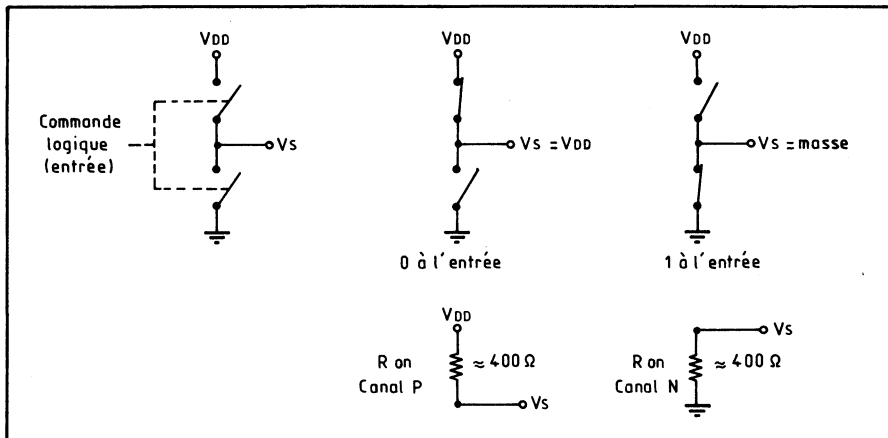 VDD
Commande
logique
(entrée)
Vs
VDD
Vs = VDD
0 à l'entrée
VDD
Vs = masse
1 à l'entrée
VDD
R on
Canal P
≈ 400 Ω
Vs
Vs
R on
Canal N
≈ 400 Ω